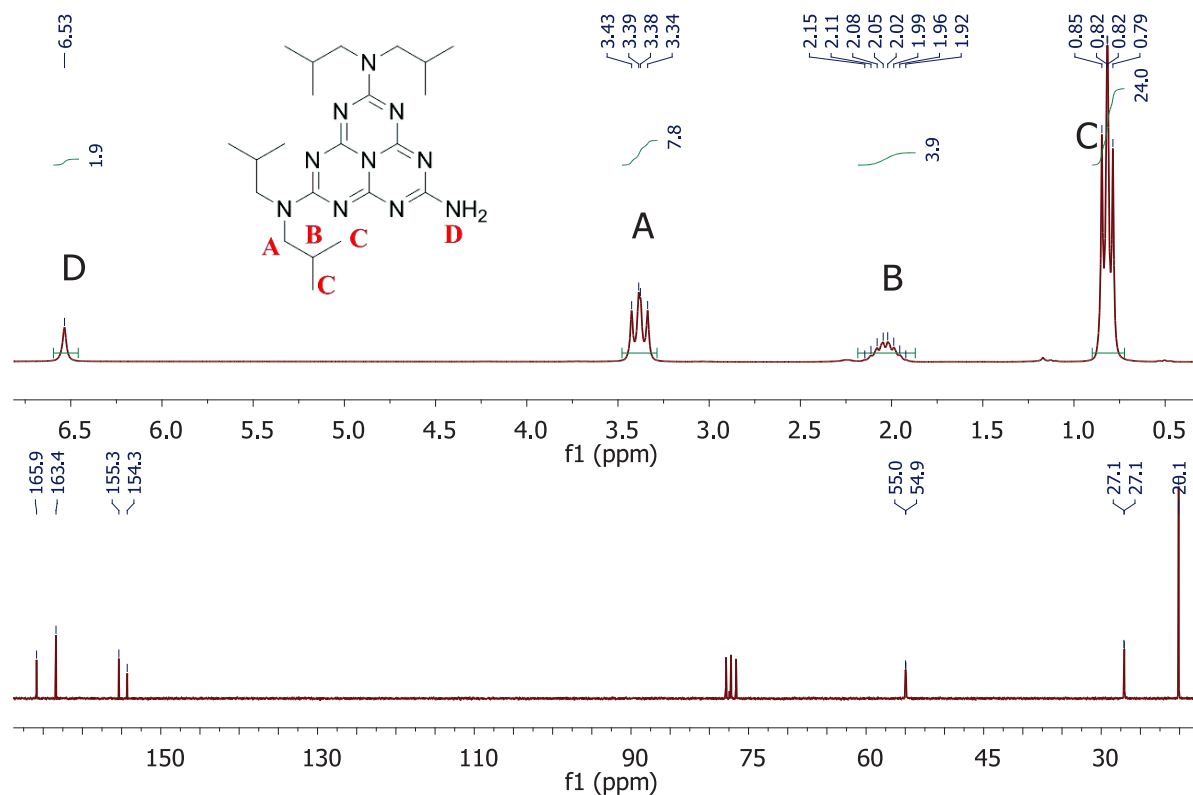 6.53
3.43
3.39
3.38
3.34
2.15
2.11
2.08
2.05
2.02
1.99
1.96
1.92
0.85
0.82
0.82
0.79
1.9
7.8
3.9
24.0
N
N N
N N N
N N N NH2
A B C D
C
D
A
B
C
6.5 6.0 5.5 5.0 4.5 4.0 3.5 3.0 2.5 2.0 1.5 1.0 0.5
f1 (ppm)
165.9
163.4
155.3
154.3
55.0
54.9
27.1
27.1
20.1
150 130 110 90 75 60 45 30
f1 (ppm)